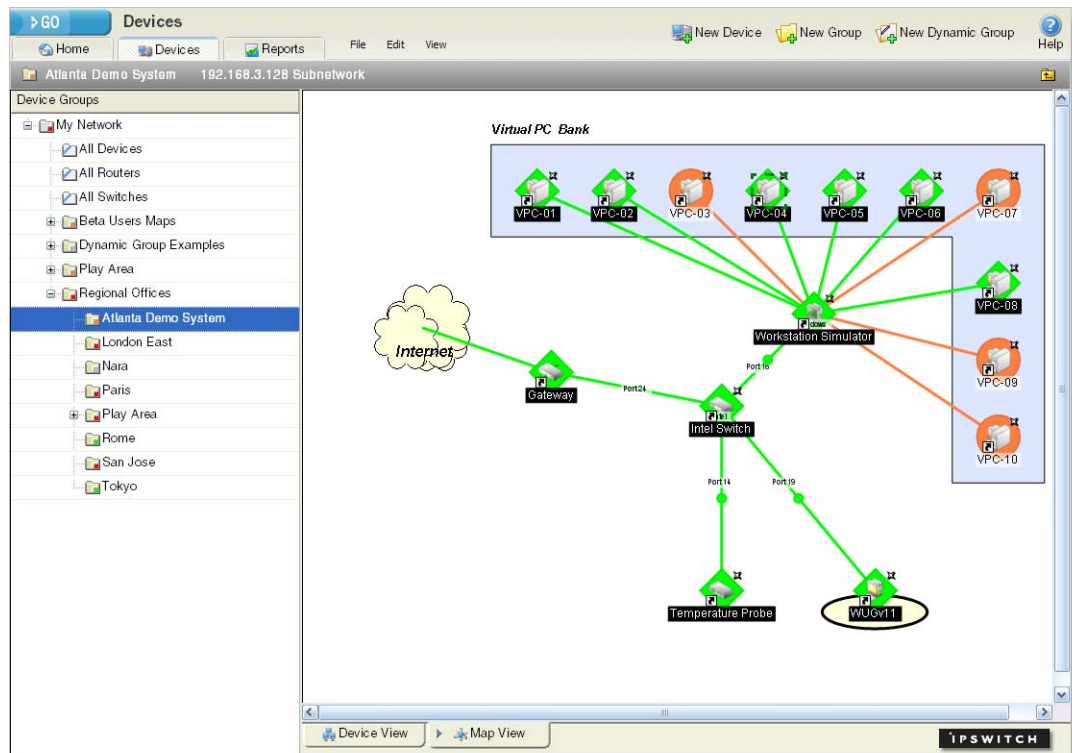 GO
Devices
Home
Devices
Reports
File
Edit
View
New Device
New Group
New Dynamic Group
Help
Atlanta Demo System 192.168.3.128 Subnetwork
Device Groups
My Network
All Devices
All Routers
All Switches
Beta Users Maps
Dynamic Group Examples
Play Area
Regional Offices
Atlanta Demo System
London East
Nara
Paris
Play Area
Rome
San Jose
Tokyo
Virtual PC Bank
VPC-01
VPC-02
VPC-03
VPC-04
VPC-05
VPC-06
VPC-07
VPC-08
Workstation Simulator
Internet
Port16
VPC-09
Gateway
Port24
Intel Switch
VPC-10
Port14
Port19
Temperature Probe
WUGv11
Device View
Map View
IPSWITCH